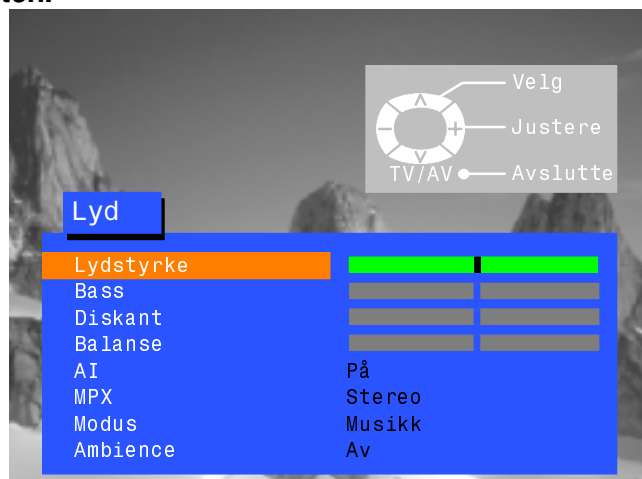 Velg
Justere
TV/AV Avslutte
Lyd
Lydstyrke
Bass
Diskant
Balanse
AI På
MPX Stereo
Modus Musikk
Ambience Av